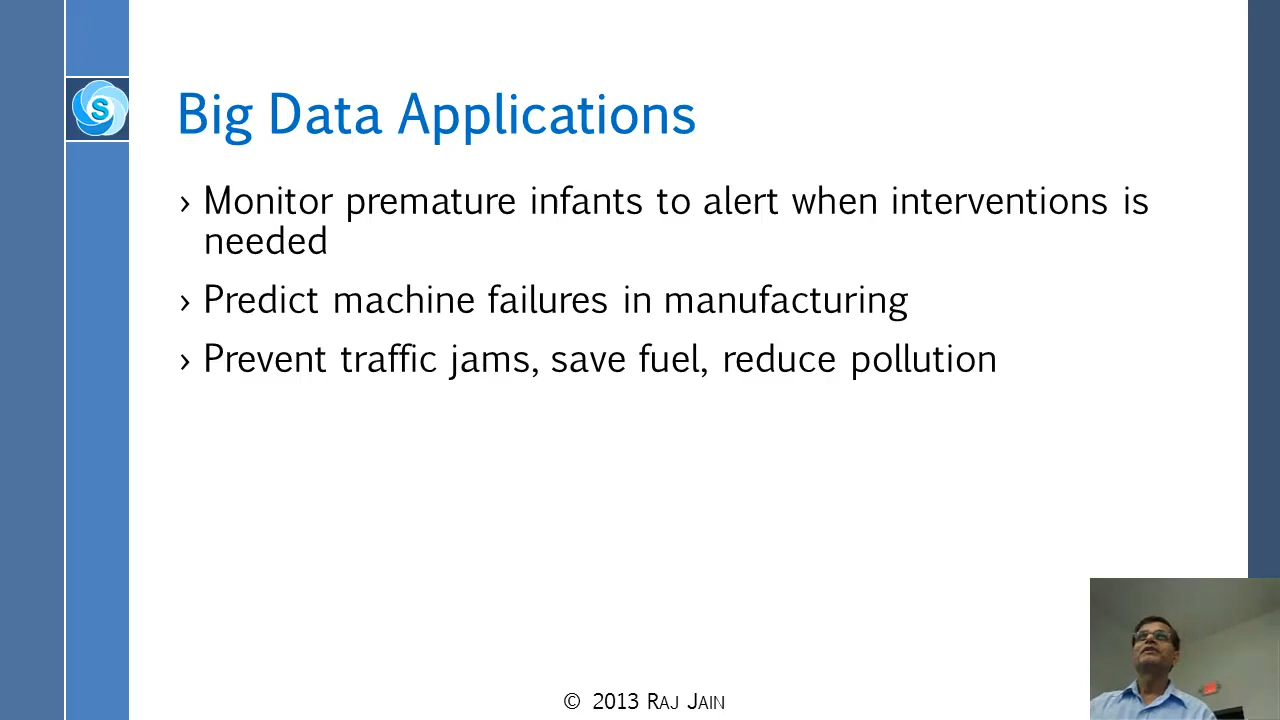 S
Big Data Applications
› Monitor premature infants to alert when interventions is
needed
› Predict machine failures in manufacturing
› Prevent traffic jams, save fuel, reduce pollution
© 2013 Raj Jain